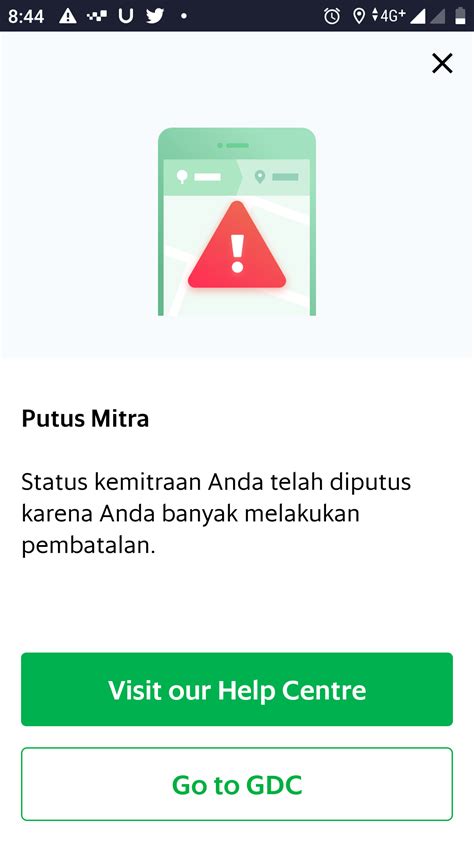 8:44
4G+
Putus Mitra
Status kemitraan Anda telah diputus
karena Anda banyak melakukan
pembatalan.
Visit our Help Centre
Go to GDC